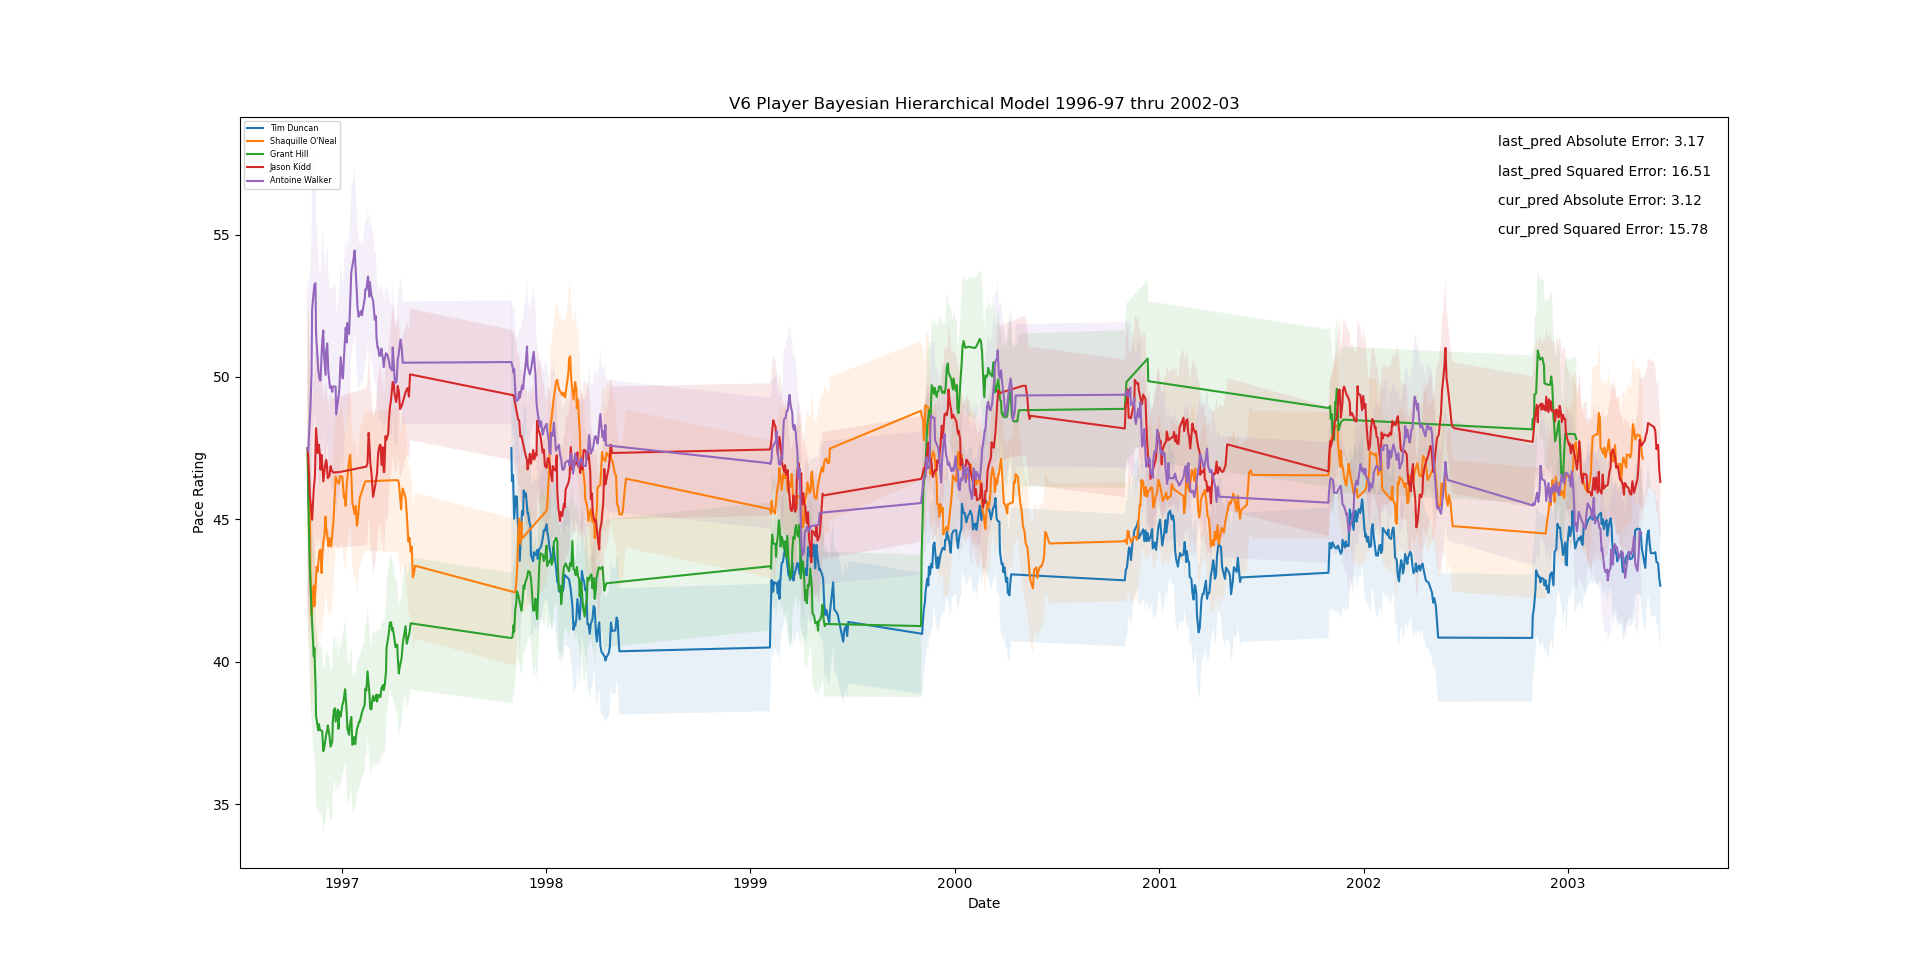 V6 Player Bayesian Hierarchical Model 1996-97 thru 2002-03
Tim Duncan
Shaquille O'Neal
Grant Hill
Jason Kidd
Antoine Walker
last_pred Absolute Error: 3.17
last_pred Squared Error: 16.51
cur_pred Absolute Error: 3.12
cur_pred Squared Error: 15.78
Pace Rating
55
50
45
40
35
1997 1998 1999 2000 2001 2002 2003
Date